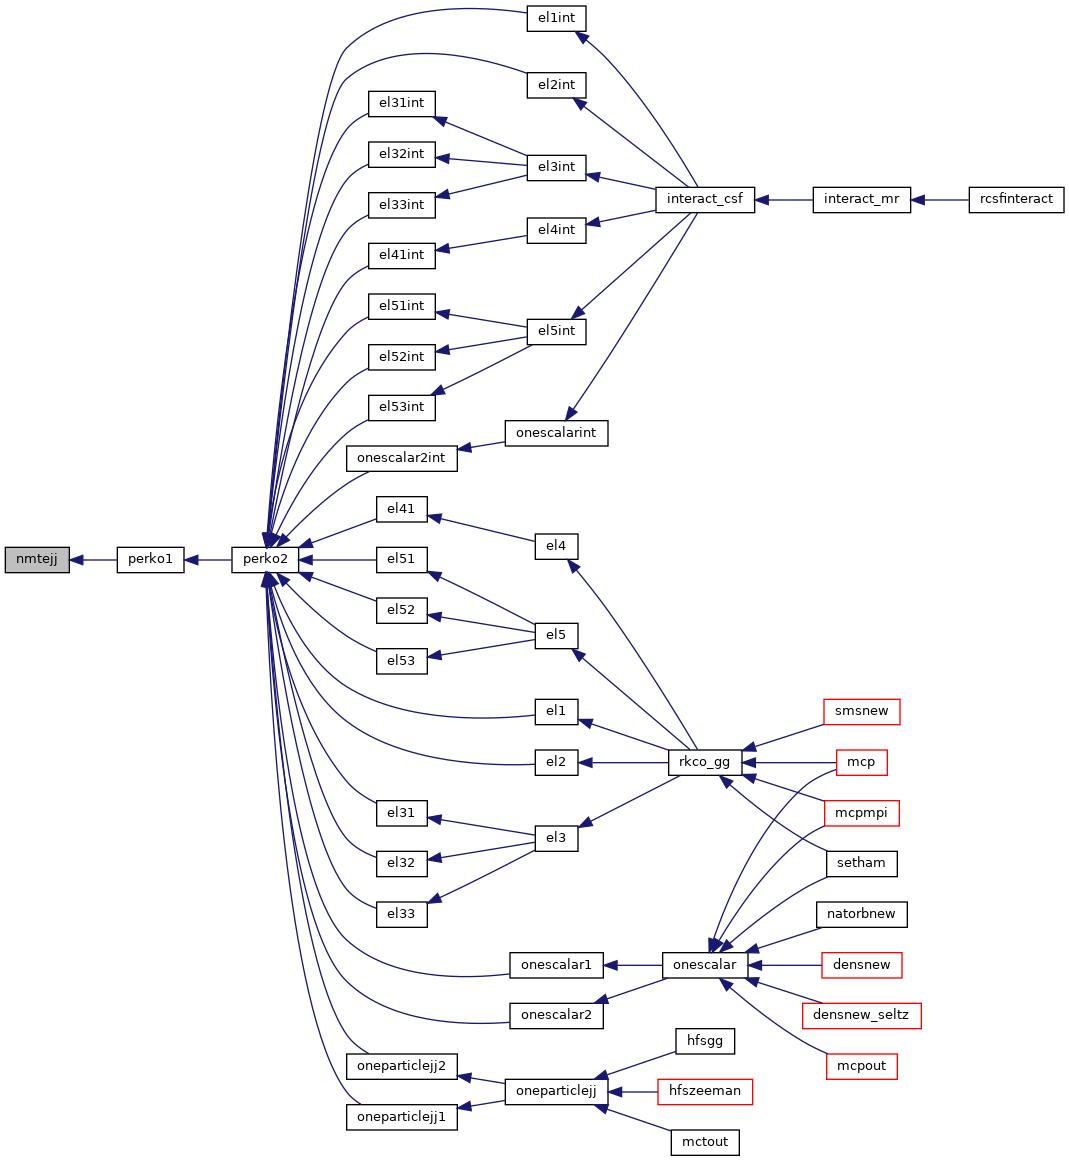 el1int
el2int
el31int
el32int
el3int
el33int
interact_csf
interact_mr
rcsfinteract
el4int
el41int
el51int
el5int
el52int
el53int
onescalarint
onescalar2int
el41
el4
nmtejj
perko1
perko2
el51
el52
el5
el53
el1
smsnew
el2
rkco_gg
mcp
el31
mcpmpi
el3
el32
setham
el33
natorbnew
onescalar1
onescalar
densnew
onescalar2
densnew_seltz
hfsgg
oneparticlejj2
mcpout
oneparticlejj
hfszeeman
oneparticlejj1
mctout